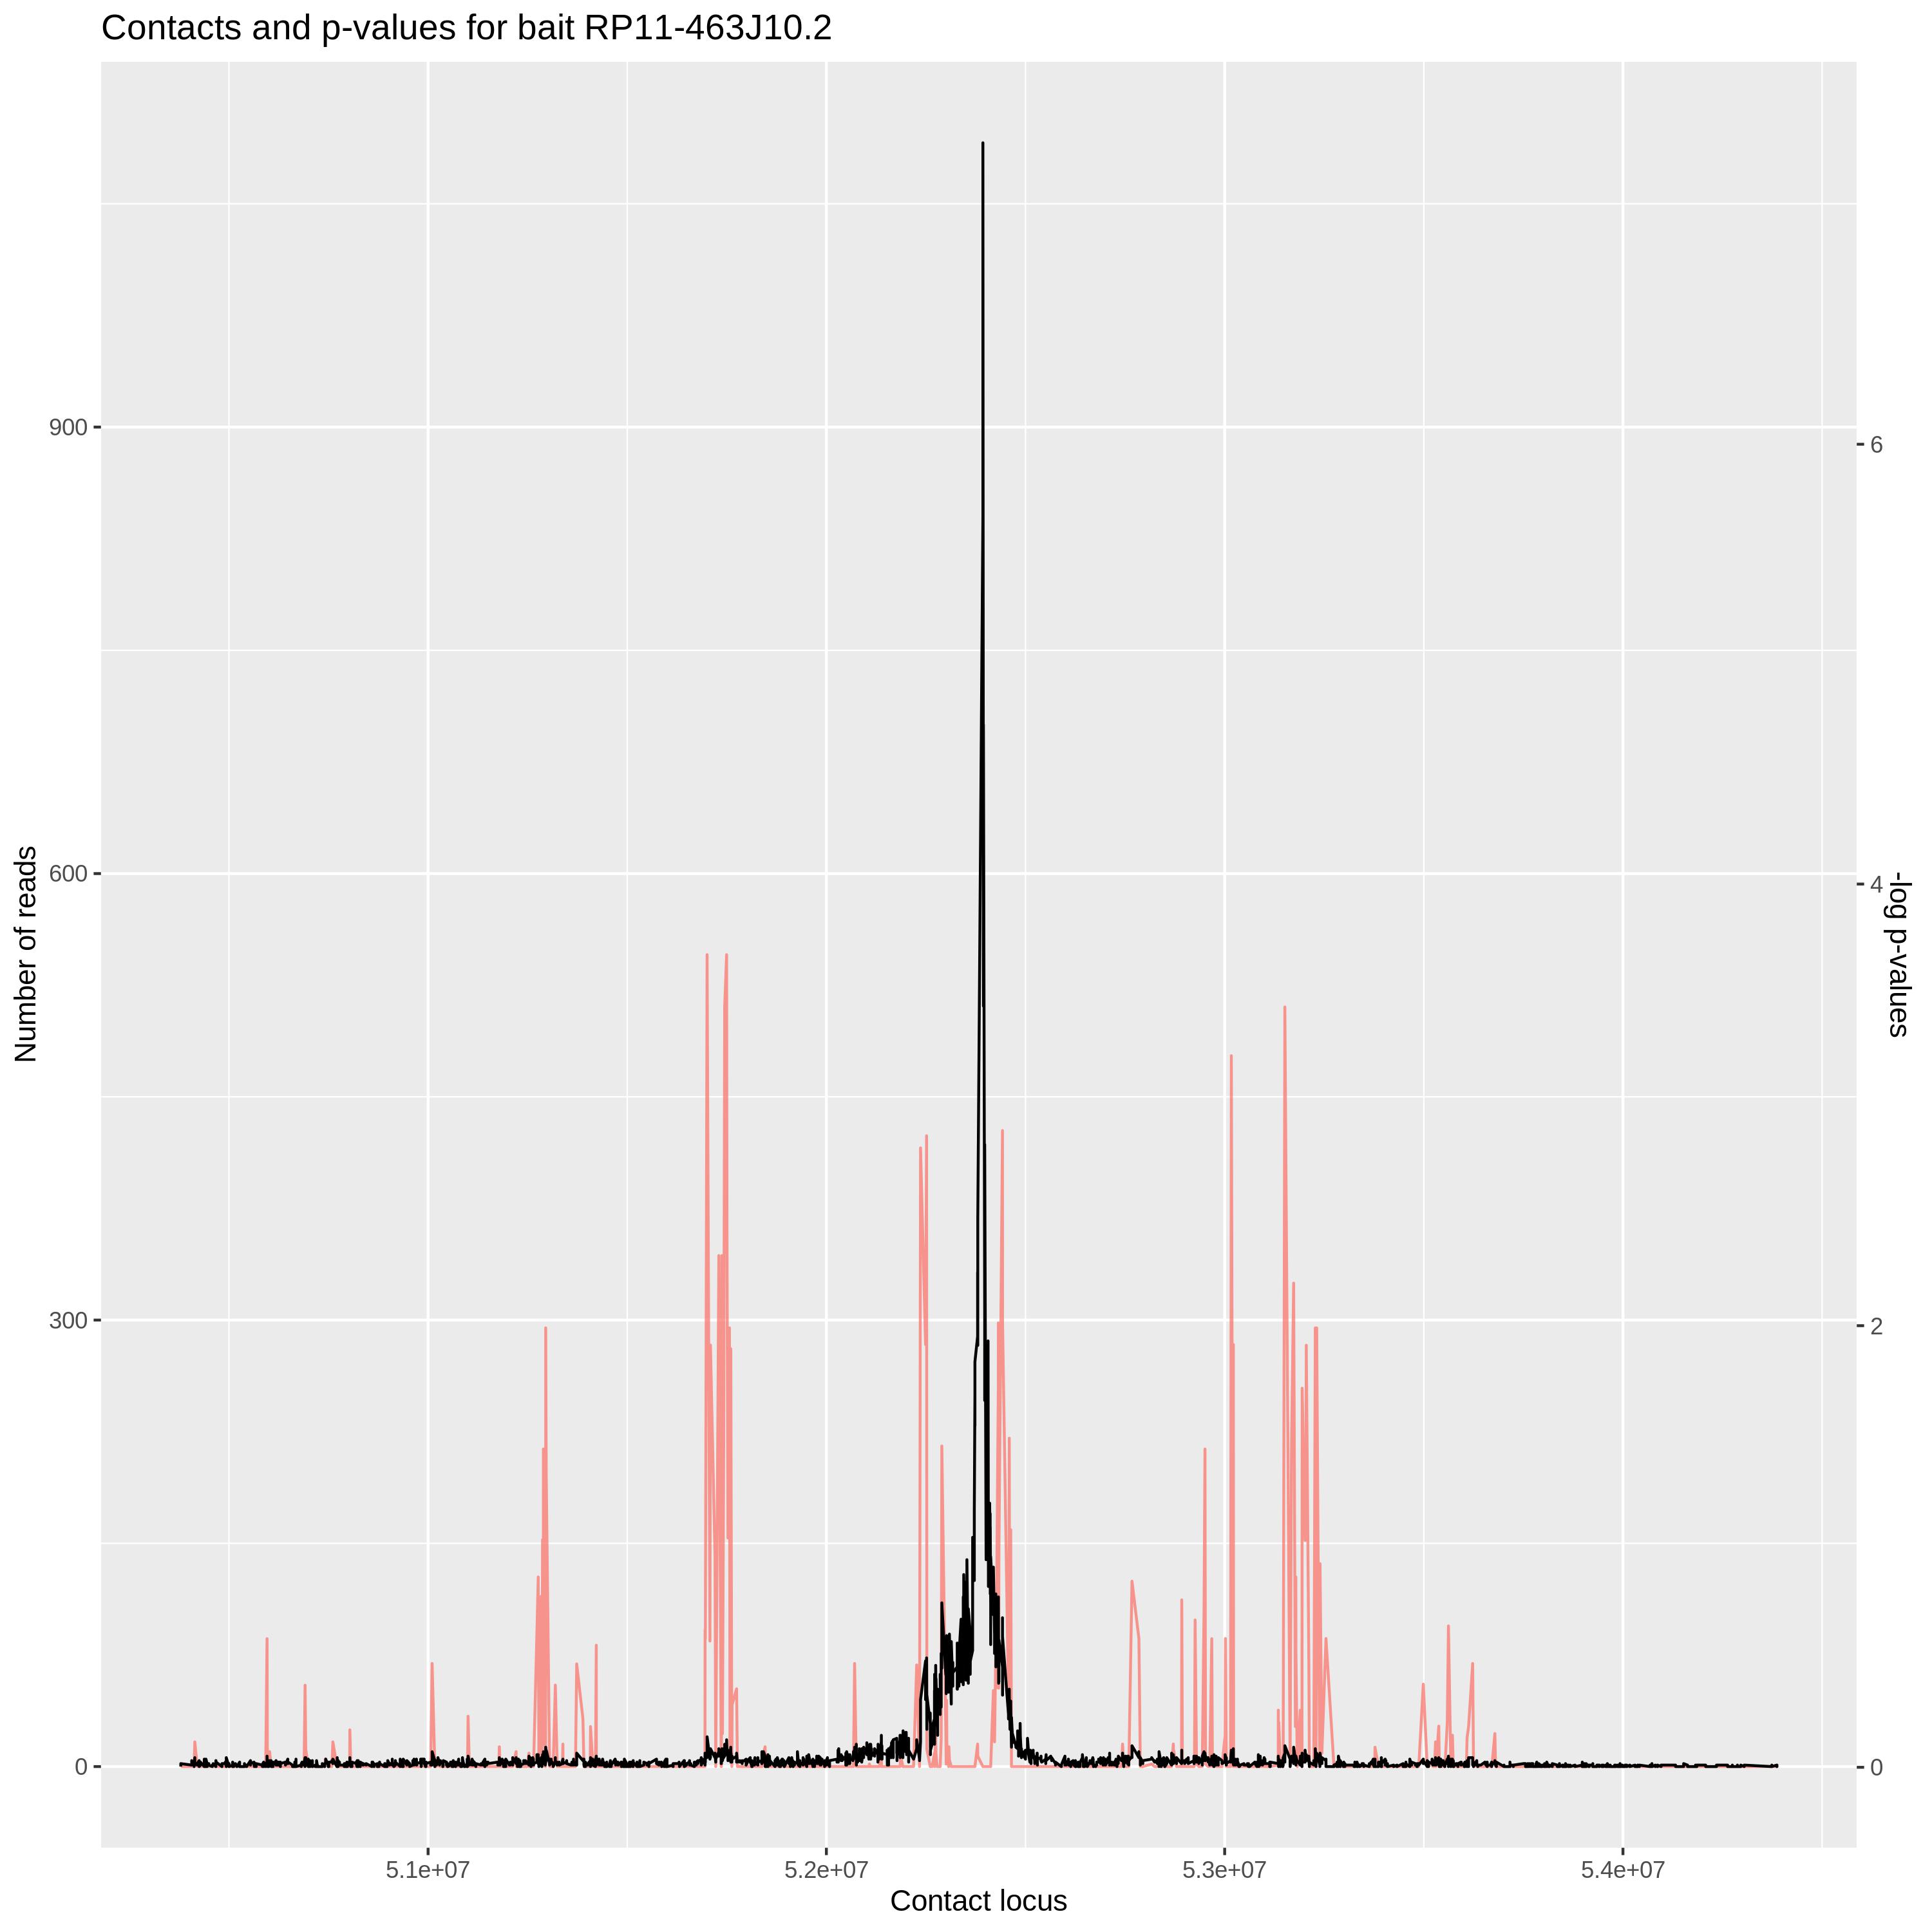 Contacts and p-values for bait RP11-463J10.2
900
600
300
0
Number of reads
6
4
2
0
-log p-values
5.1e+07
5.2e+07
5.3e+07
5.4e+07
Contact locus